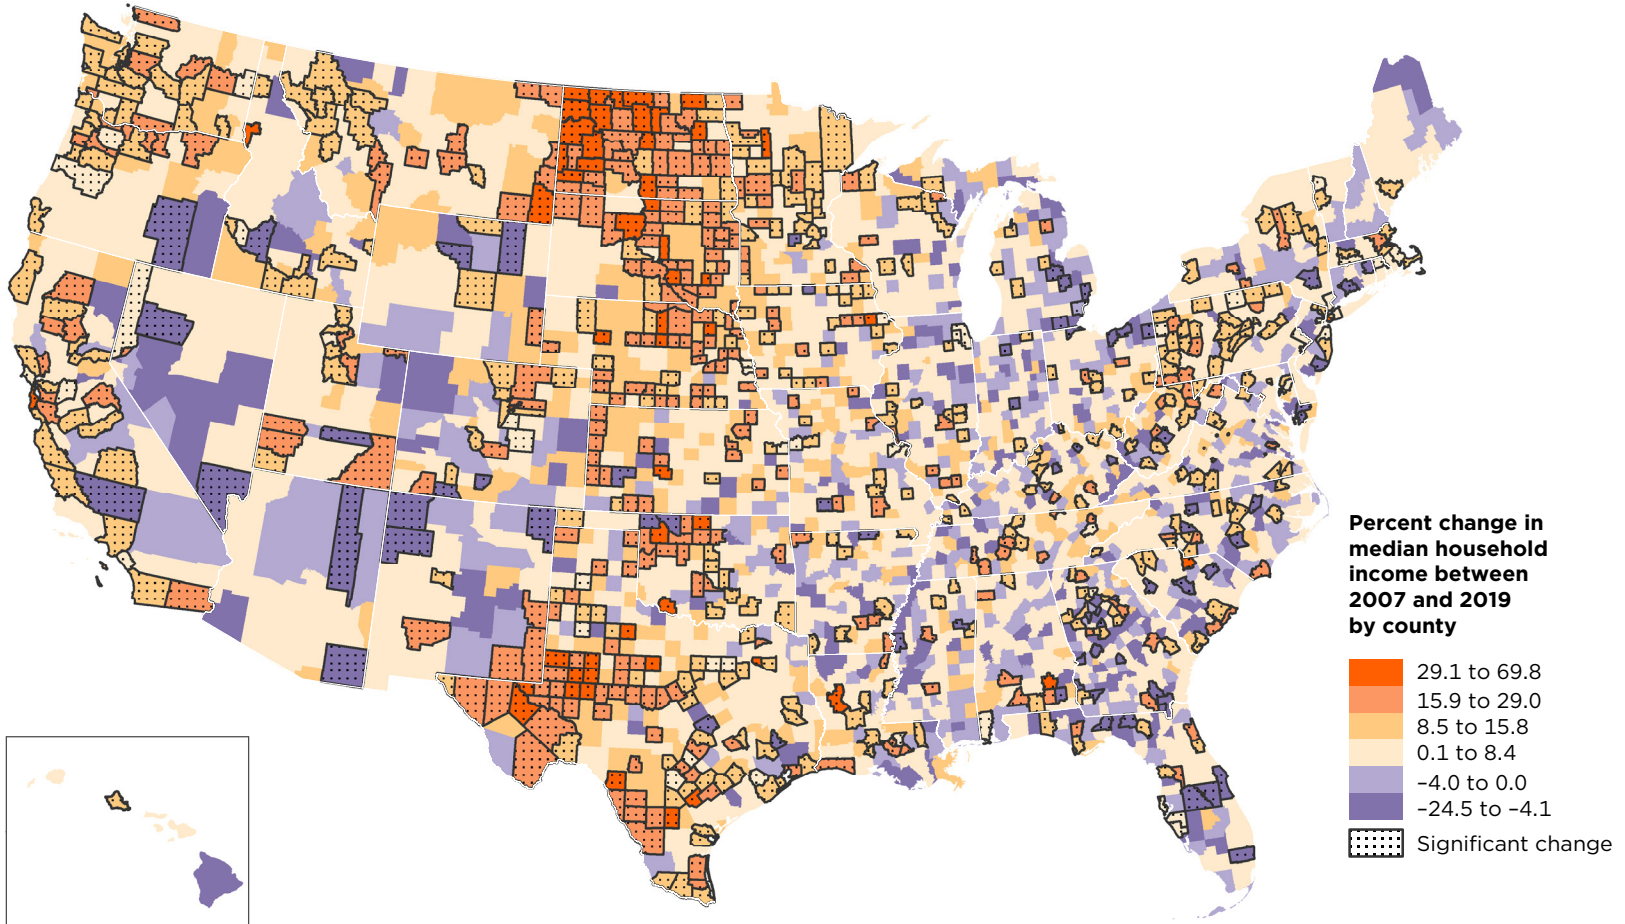 Percent change in
median household
income between
2007 and 2019
by county
29.1 to 69.8
15.9 to 29.0
8.5 to 15.8
0.1 to 8.4
–4.0 to 0.0
–24.5 to –4.1
Significant change